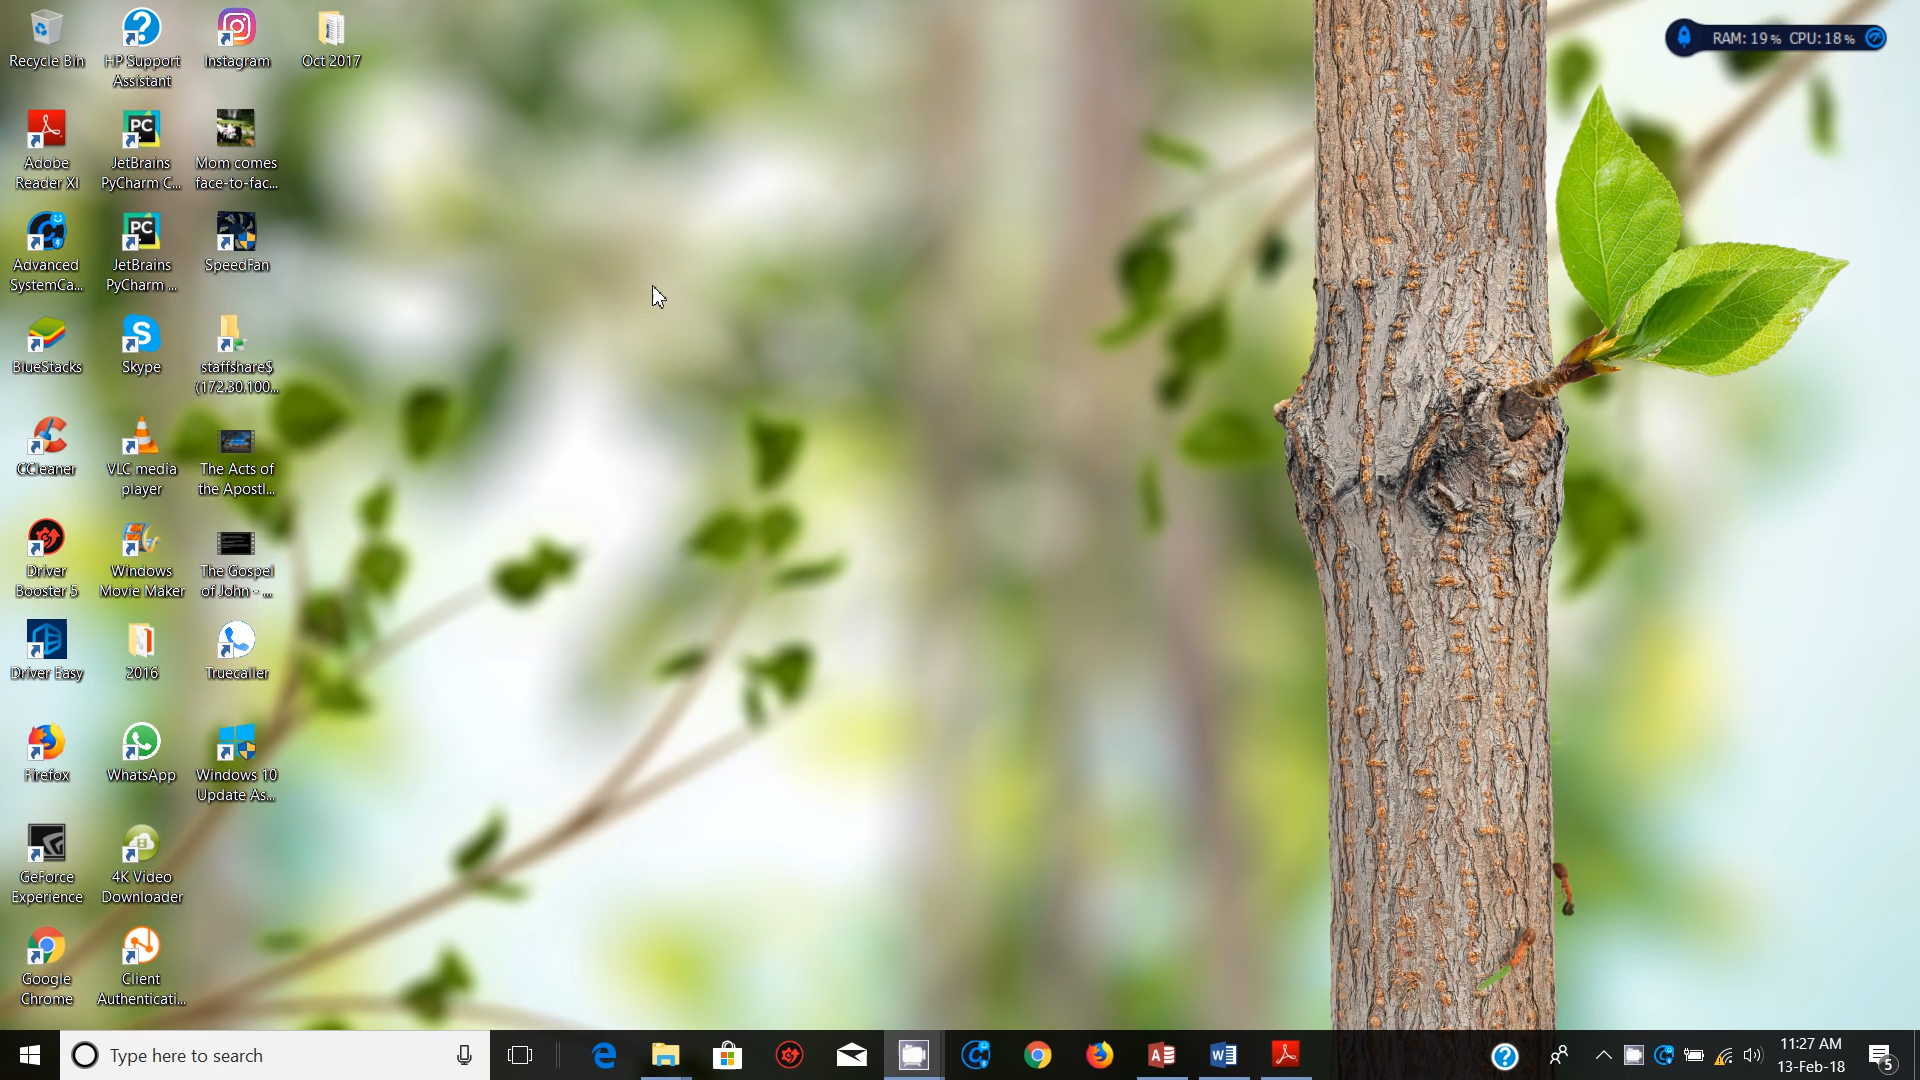 Recycle Bin
HP Support
Assistant
Instagram
Oct 2017
RAM: 19% CPU: 18%
Adobe
Reader XI
JetBrains
PyCharm C...
Mom comes
face-to-fac...
Advanced
SystemCa...
JetBrains
PyCharm ...
SpeedFan
BlueStacks
Skype
staffshare$
(172.30.100...
CCleaner
VLC media
player
The Acts of
the Apostl...
Driver
Booster 5
Windows
Movie Maker
The Gospel
of John - ...
Driver Easy
2016
Truecaller
Firefox
WhatsApp
Windows 10
Update As...
GeForce
Experience
4K Video
Downloader
Google
Chrome
Client
Authenticati...
Type here to search
11:27 AM
13-Feb-18
5